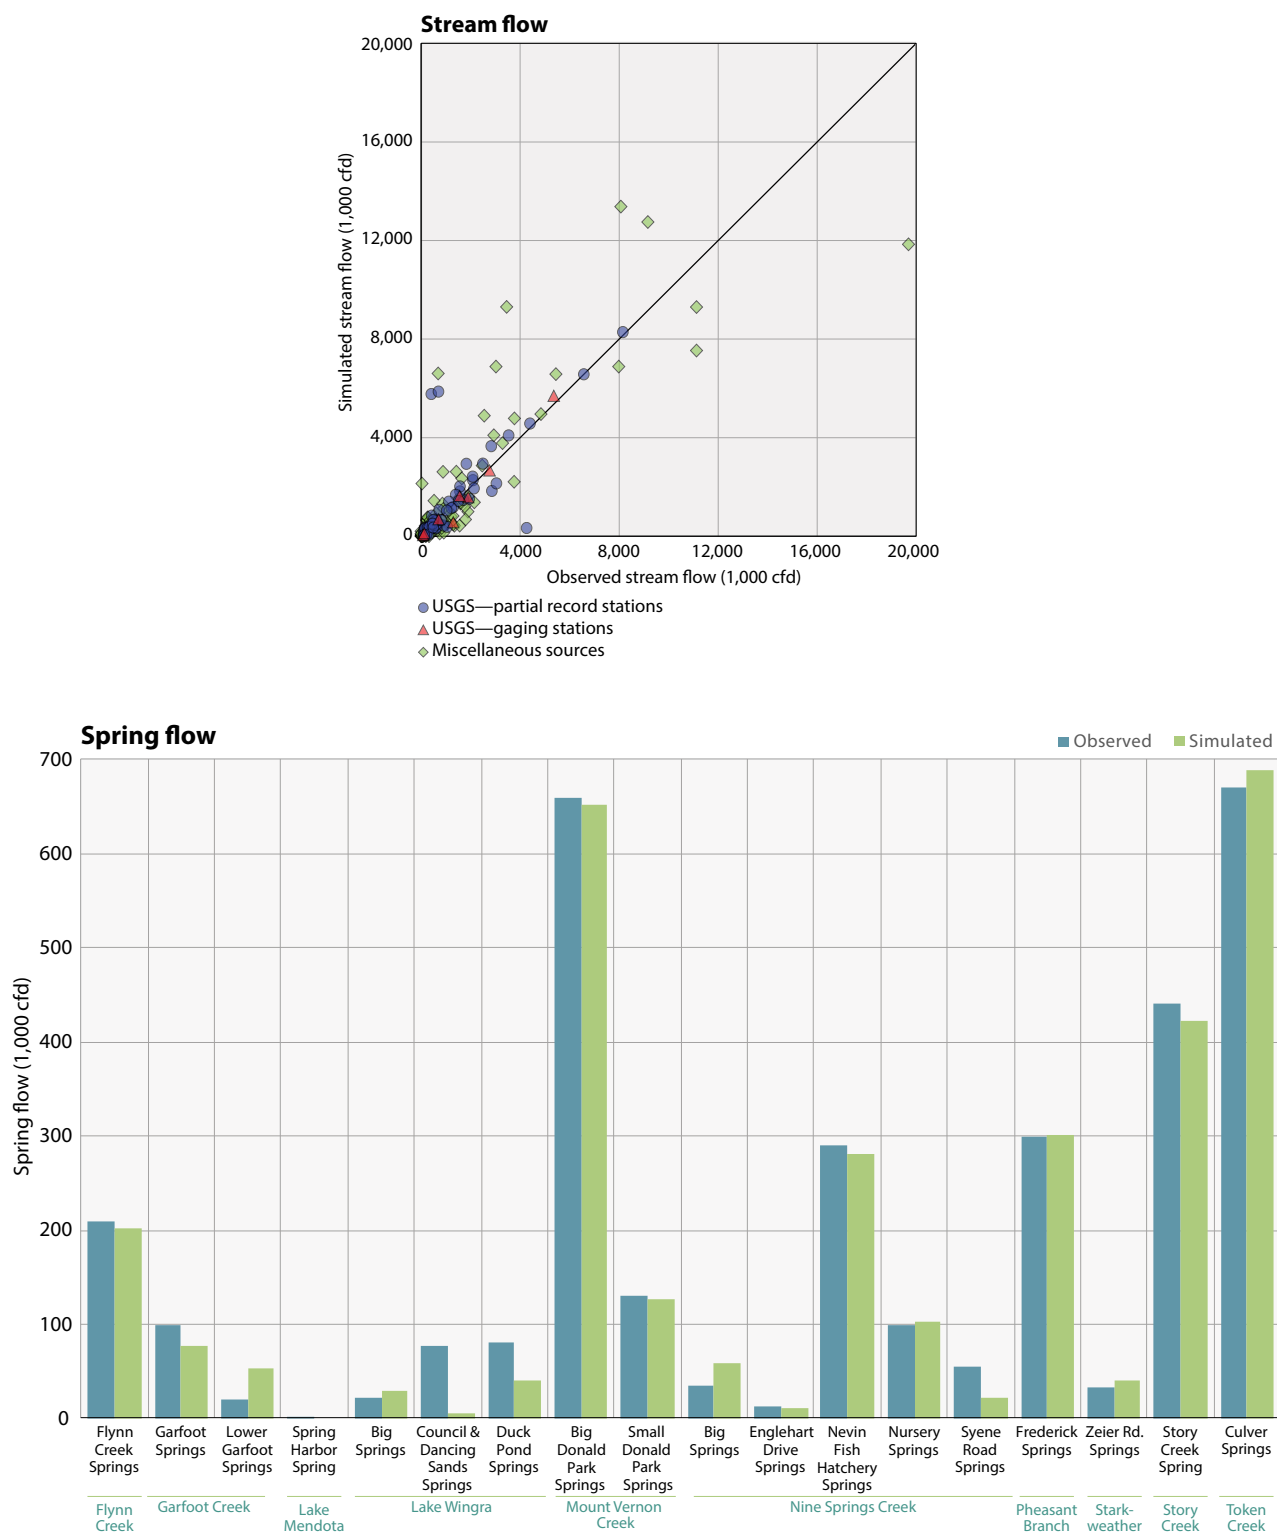 Stream flow
20,000
16,000
12,000
8,000
4,000
0
Simulated stream flow (1,000 cfd)
0 4,000 8,000 12,000 16,000 20,000
Observed stream flow (1,000 cfd)
USGS—partial record stations
USGS—gaging stations
Miscellaneous sources
Spring flow
Observed Simulated
700
600
500
400
300
200
100
0
Spring flow (1,000 cfd)
Flynn Creek Springs
Garfoot Springs
Lower Garfoot Springs
Spring Harbor Spring
Big Springs
Council & Dancing Sands Springs
Duck Pond Springs
Big Donald Park Springs
Small Donald Park Springs
Big Springs
Englehart Drive Springs
Nevin Fish Hatchery Springs
Nursery Springs
Syene Road Springs
Frederick Springs
Zeier Rd. Springs
Story Creek Spring
Culver Springs
Flynn Creek
Garfoot Creek
Lake Mendota
Lake Wingra
Mount Vernon Creek
Nine Springs Creek
Pheasant Branch
Stark-weather
Story Creek
Token Creek